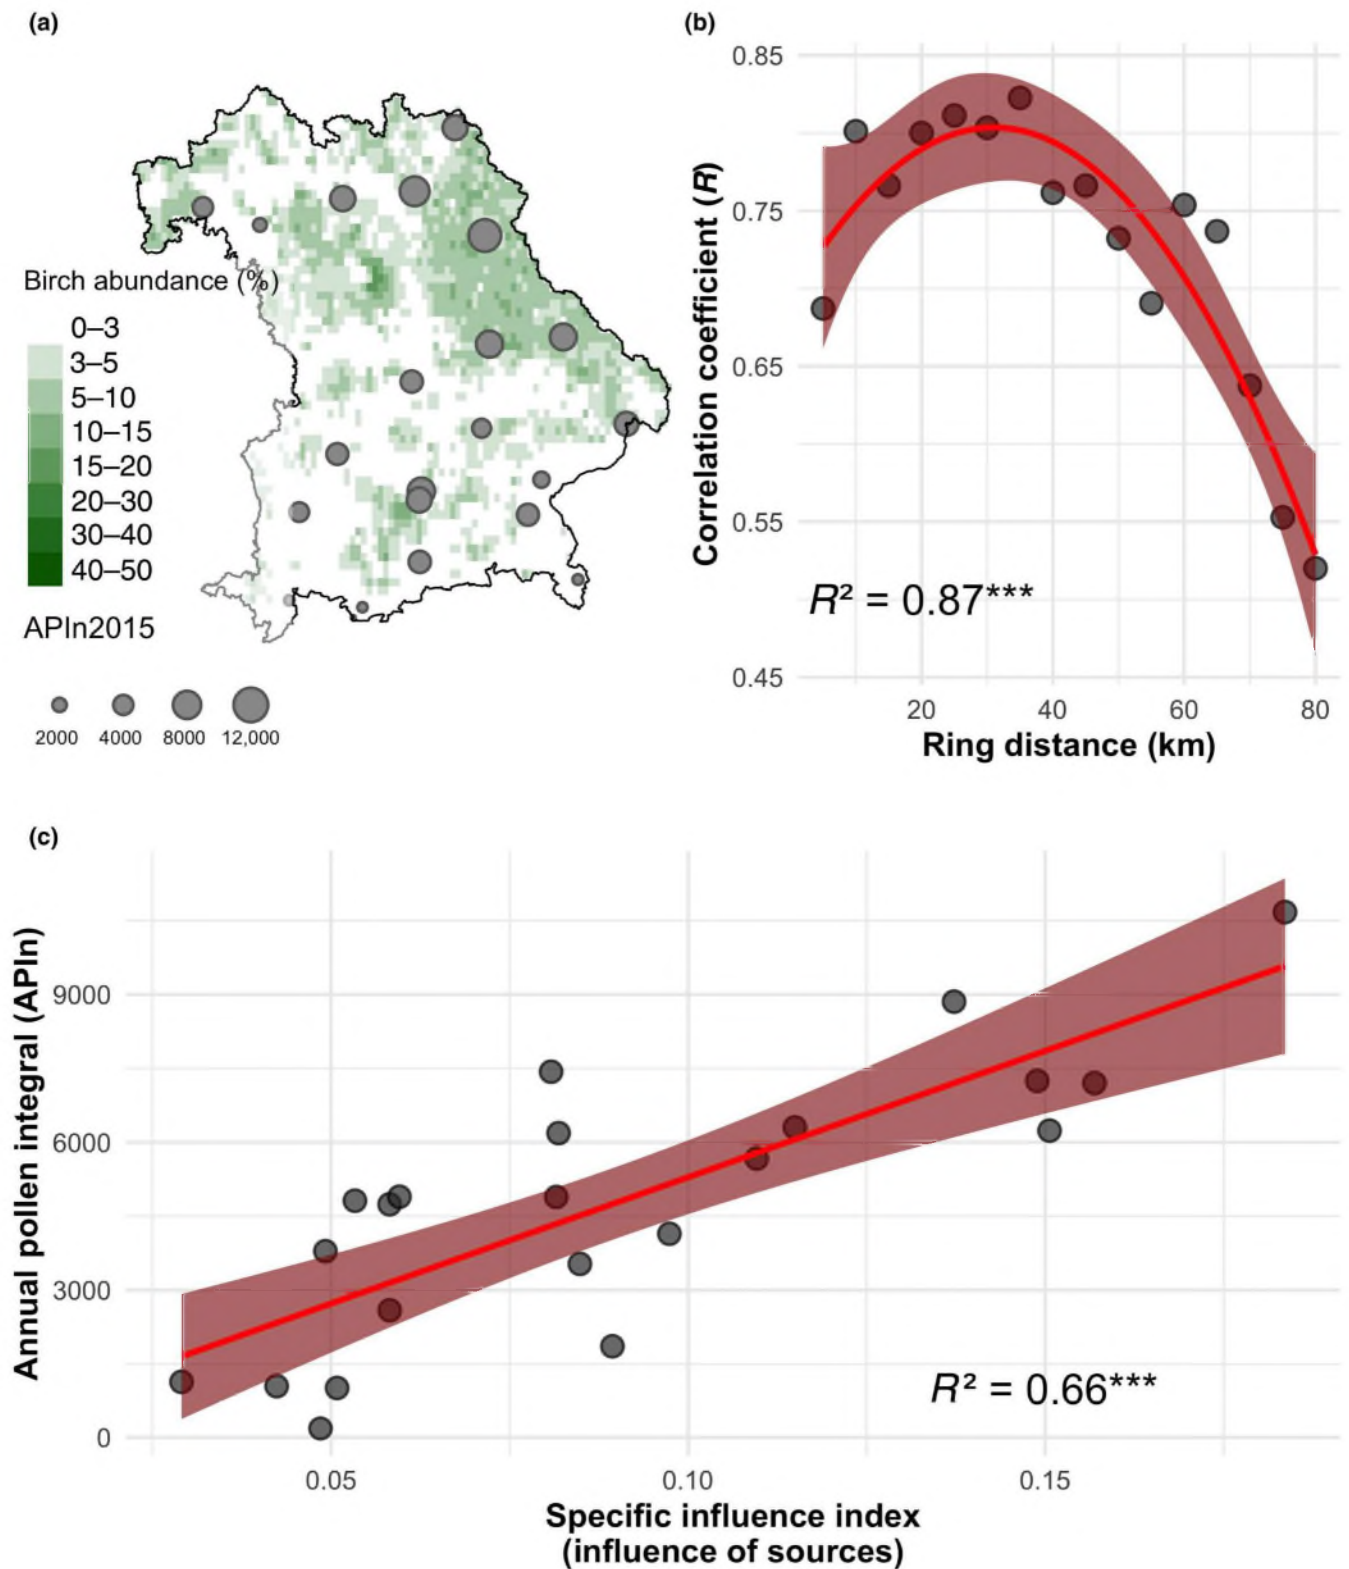 (a)
Birch abundance (%)
0–3
3–5
5–10
10–15
15–20
20–30
30–40
40–50
APIn2015
2000 4000 8000 12,000
(b)
Correlation coefficient (R)
0.85
0.75
0.65
0.55
0.45
R² = 0.87***
20 40 60 80
Ring distance (km)
(c)
Annual pollen integral (APIn)
9000
6000
3000
0
R² = 0.66***
0.05 0.10 0.15
Specific influence index
(influence of sources)